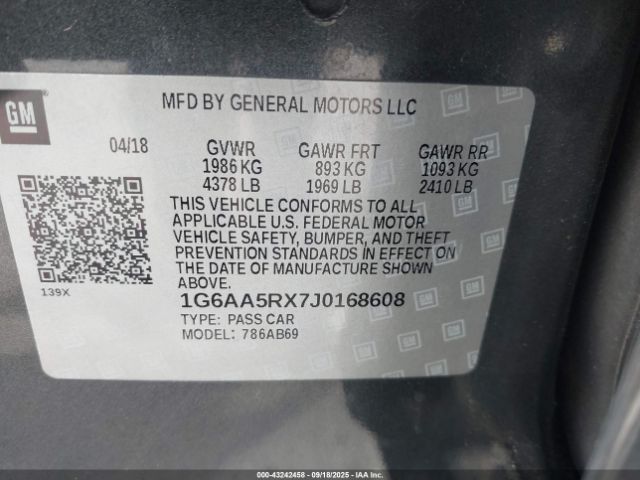 GM
MFD BY GENERAL MOTORS LLC
04/18 GVWR GAWR FRT GAWR RR
1986 KG 893 KG 1093 KG
4378 LB 1969 LB 2410 LB
THIS VEHICLE CONFORMS TO ALL
APPLICABLE U.S. FEDERAL MOTOR
VEHICLE SAFETY, BUMPER, AND THEFT
PREVENTION STANDARDS IN EFFECT ON
THE DATE OF MANUFACTURE SHOWN
ABOVE.
139X
1G6AA5RX7J0168608
TYPE: PASS CAR
MODEL: 786AB69
000-43242458 - 09/18/2025 - IAAI.COM